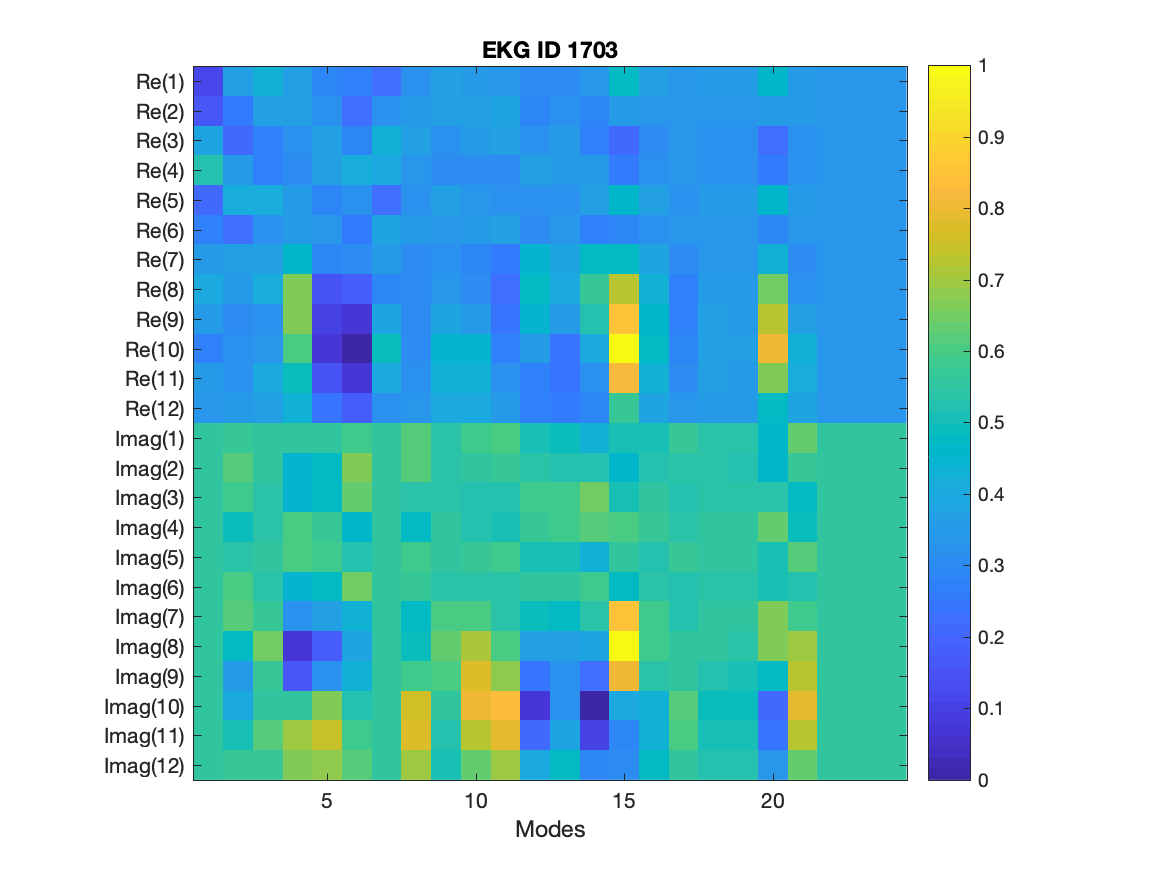 EKG ID 1703
Re(1)
Re(2)
Re(3)
Re(4)
Re(5)
Re(6)
Re(7)
Re(8)
Re(9)
Re(10)
Re(11)
Re(12)
Imag(1)
Imag(2)
Imag(3)
Imag(4)
Imag(5)
Imag(6)
Imag(7)
Imag(8)
Imag(9)
Imag(10)
Imag(11)
Imag(12)
5 10 15 20
Modes
1
0.9
0.8
0.7
0.6
0.5
0.4
0.3
0.2
0.1
0